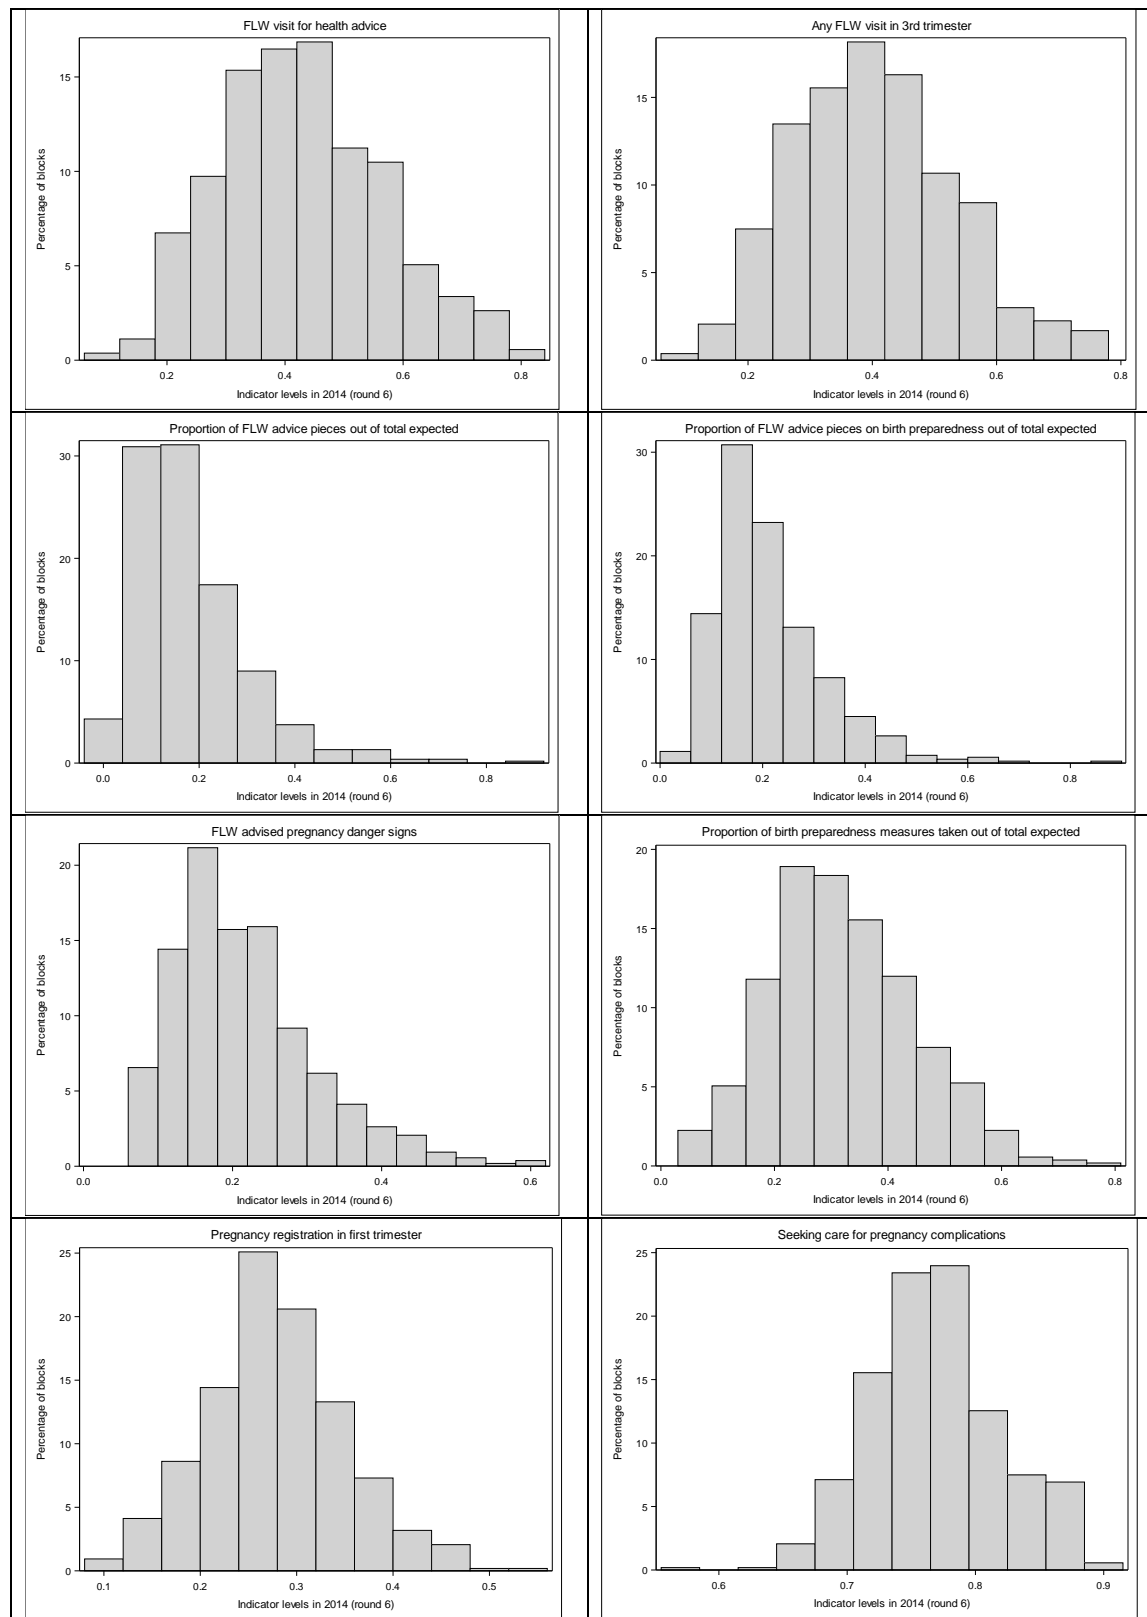 FLW visit for health advice
Percentage of blocks
15
10
5
0
0.2 0.4 0.6 0.8
Indicator levels in 2014 (round 6)
Any FLW visit in 3rd trimester
Percentage of blocks
15
10
5
0
0.2 0.4 0.6 0.8
Indicator levels in 2014 (round 6)
Proportion of FLW advice pieces out of total expected
Percentage of blocks
30
20
10
0
0.0 0.2 0.4 0.6 0.8
Indicator levels in 2014 (round 6)
Proportion of FLW advice pieces on birth preparedness out of total expected
Percentage of blocks
30
20
10
0
0.0 0.2 0.4 0.6 0.8
Indicator levels in 2014 (round 6)
FLW advised pregnancy danger signs
Percentage of blocks
20
15
10
5
0
0.0 0.2 0.4 0.6
Indicator levels in 2014 (round 6)
Proportion of birth preparedness measures taken out of total expected
Percentage of blocks
20
15
10
5
0
0.0 0.2 0.4 0.6 0.8
Indicator levels in 2014 (round 6)
Pregnancy registration in first trimester
Percentage of blocks
25
20
15
10
5
0
0.1 0.2 0.3 0.4 0.5
Indicator levels in 2014 (round 6)
Seeking care for pregnancy complications
Percentage of blocks
25
20
15
10
5
0
0.6 0.7 0.8 0.9
Indicator levels in 2014 (round 6)